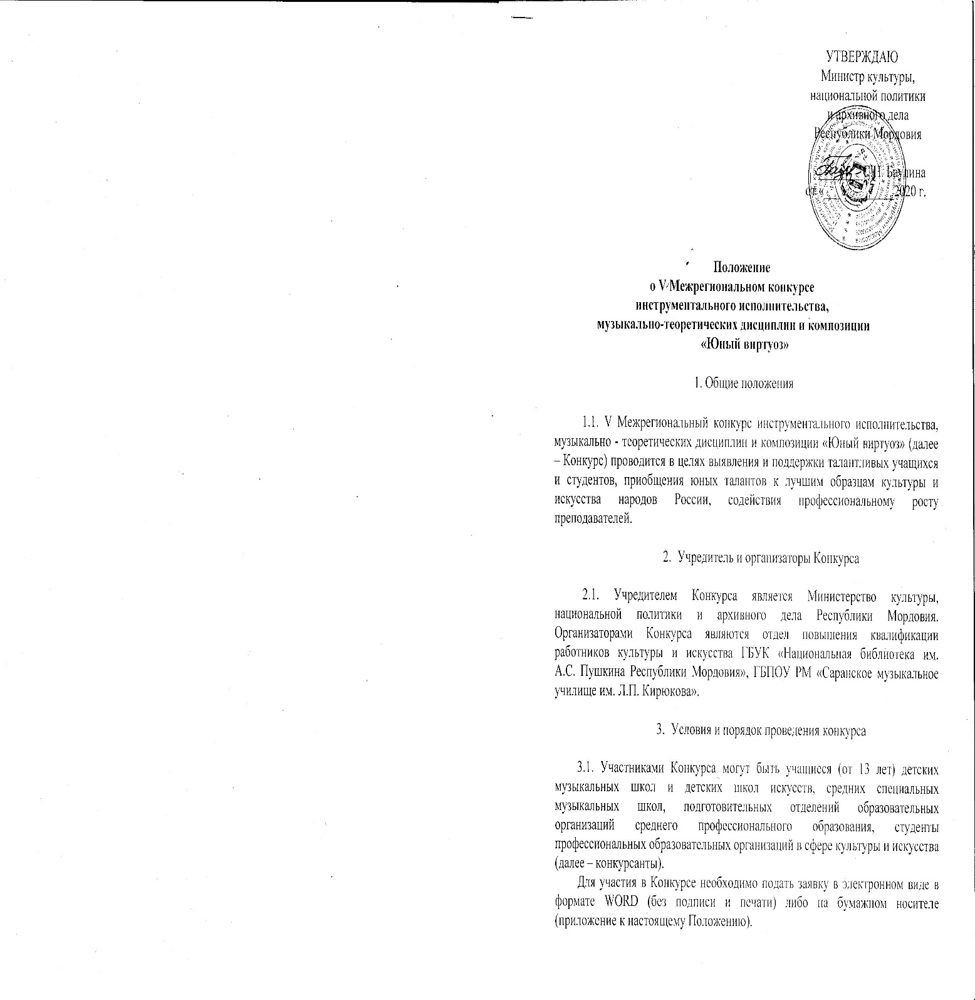 УТВЕРЖДАЮ
Министр культуры,
национальной политики
и архивного дела
Республики Мордовия
С.П. Баулина
от « 2020 г.
Положение
о V Межрегиональном конкурсе
инструментального исполнительства,
музыкально-теоретических дисциплин и композиции
«Юный виртуоз»
1. Общие положения
1.1. V Межрегиональный конкурс инструментального исполнительства,
музыкально - теоретических дисциплин и композиции «Юный виртуоз» (далее
– Конкурс) проводится в целях выявления и поддержки талантливых учащихся
и студентов, приобщения юных талантов к лучшим образцам культуры и
искусства народов России, содействия профессиональному росту
преподавателей.
2. Учредитель и организаторы Конкурса
2.1. Учредителем Конкурса является Министерство культуры,
национальной политики и архивного дела Республики Мордовия.
Организаторами Конкурса являются отдел повышения квалификации
работников культуры и искусства ГБУК «Национальная библиотека им.
А.С. Пушкина Республики Мордовия», ГБПОУ РМ «Саранское музыкальное
училище им. Л.П. Кирюкова».
3. Условия и порядок проведения конкурса
3.1. Участниками Конкурса могут быть учащиеся (от 13 лет) детских
музыкальных школ и детских школ искусств, средних специальных
музыкальных школ, подготовительных отделений образовательных
организаций среднего профессионального образования, студенты
профессиональных образовательных организаций в сфере культуры и искусства
(далее – конкурсанты).
Для участия в Конкурсе необходимо подать заявку в электронном виде в
формате WORD (без подписи и печати) либо на бумажном носителе
(приложение к настоящему Положению).